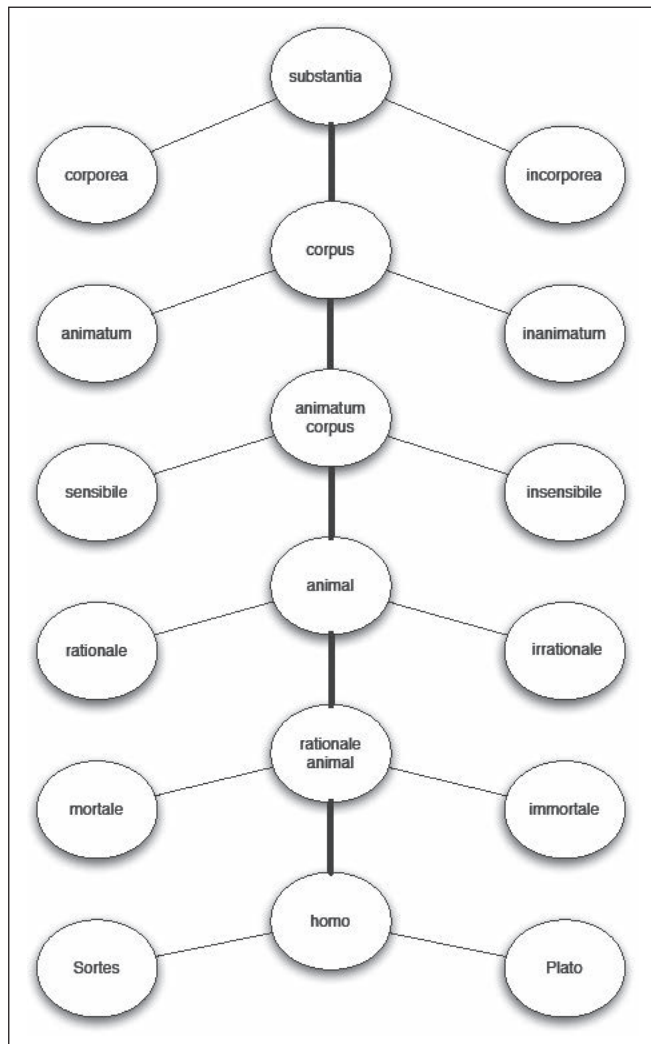 substantia
corporea
incorporea
corpus
animatum
inanimatum
animatum
corpus
sensibile
insensibile
animal
rationale
irrationale
rationale
animal
mortale
immortale
homo
Sortes
Plato